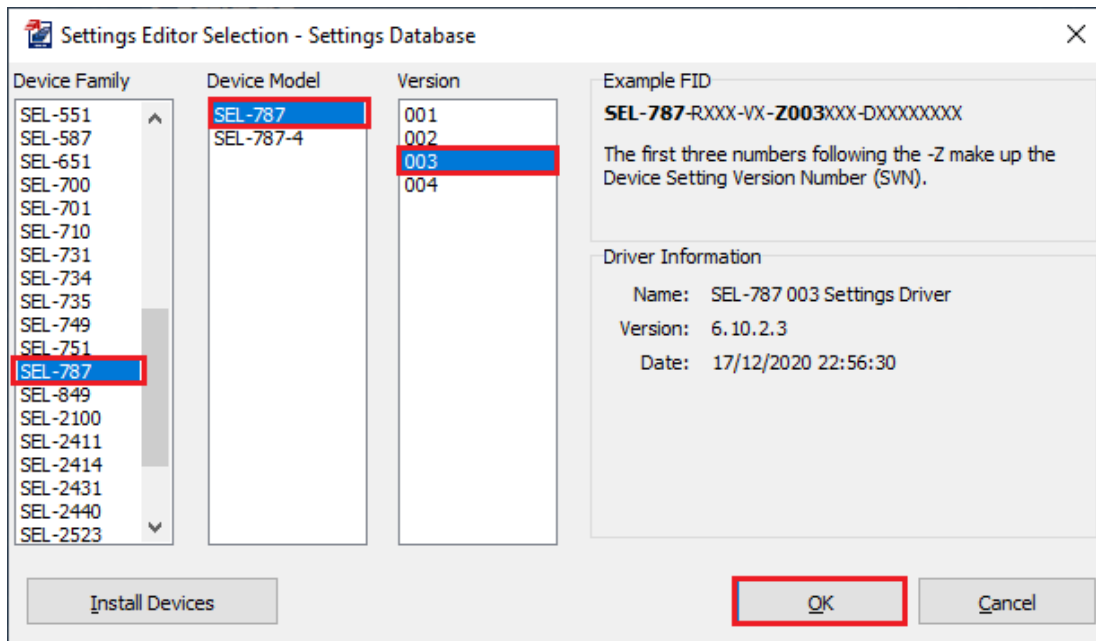 Settings Editor Selection - Settings Database
Device Family
SEL-551
SEL-587
SEL-651
SEL-700
SEL-701
SEL-710
SEL-731
SEL-734
SEL-735
SEL-749
SEL-751
SEL-787
SEL-849
SEL-2100
SEL-2411
SEL-2414
SEL-2431
SEL-2440
SEL-2523
Device Model
SEL-787
SEL-787-4
Version
001
002
003
004
Example FID
SEL-787-RXXX-VX-Z003XXX-DXXXXXXXX
The first three numbers following the -Z make up the
Device Setting Version Number (SVN).
Driver Information
Name: SEL-787 003 Settings Driver
Version: 6.10.2.3
Date: 17/12/2020 22:56:30
Install Devices
OK
Cancel